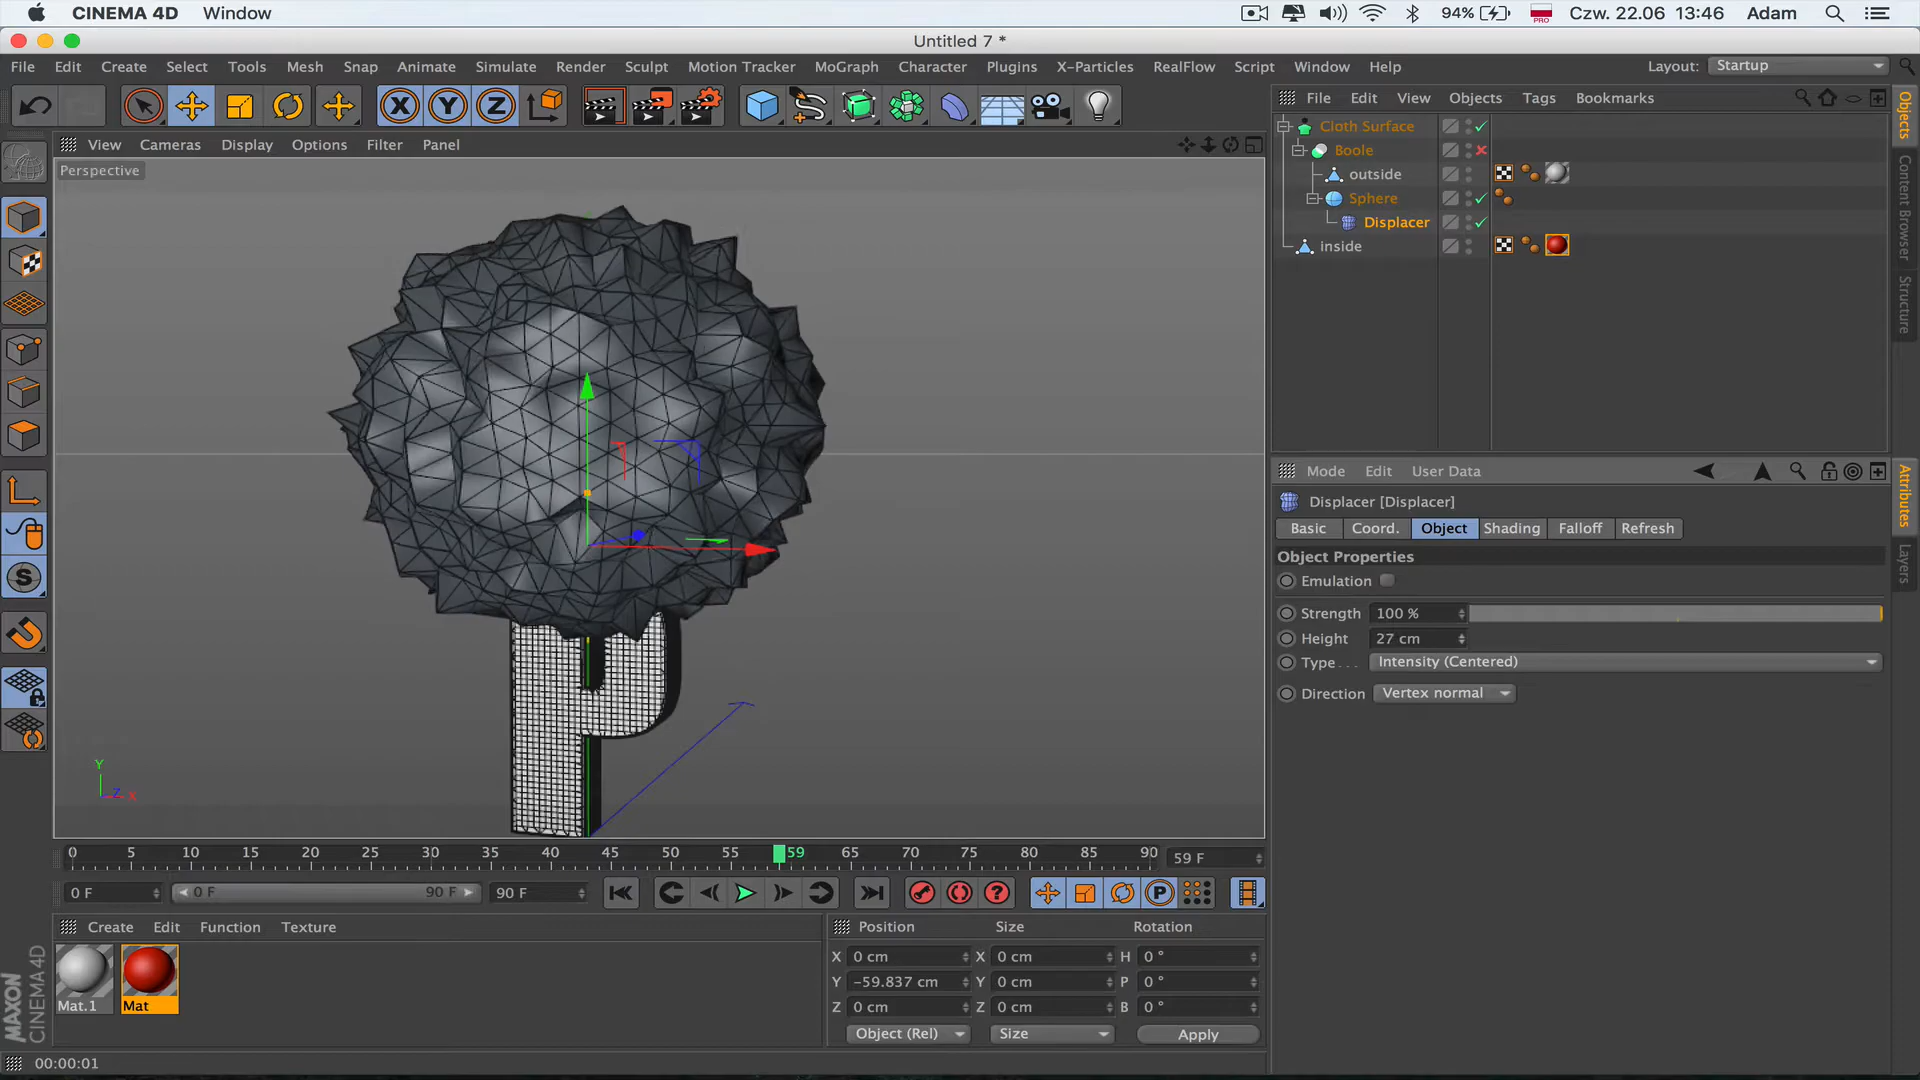 CINEMA 4D Window 94% PRO Czw. 22.06 13:46 Adam
Untitled 7 *
File Edit Create Select Tools Mesh Snap Animate Simulate Render Sculpt Motion Tracker MoGraph Character Plugins X-Particles RealFlow Script Window Help Layout: Startup
X Y Z
File Edit View Objects Tags Bookmarks
View Cameras Display Options Filter Panel
Perspective
Cloth Surface
Boole
outside
Sphere
Displacer
inside
Objects
Content Browser
Structure
Mode Edit User Data
Displacer [Displacer]
Basic Coord. Object Shading Falloff Refresh
Object Properties
Emulation
Strength 100 %
Height 27 cm
Type . . . Intensity (Centered)
Direction Vertex normal
Attributes
Layers
S
Y
Z X
0 5 10 15 20 25 30 35 40 45 50 55 59 65 70 75 80 85 90 59 F
0 F 0 F 90 F 90 F ? P
Create Edit Function Texture
Mat.1 Mat
Position Size Rotation
X 0 cm X 0 cm H 0 °
Y -59.837 cm Y 0 cm P 0 °
Z 0 cm Z 0 cm B 0 °
Object (Rel) Size Apply
MAXON
CINEMA 4D
00:00:01